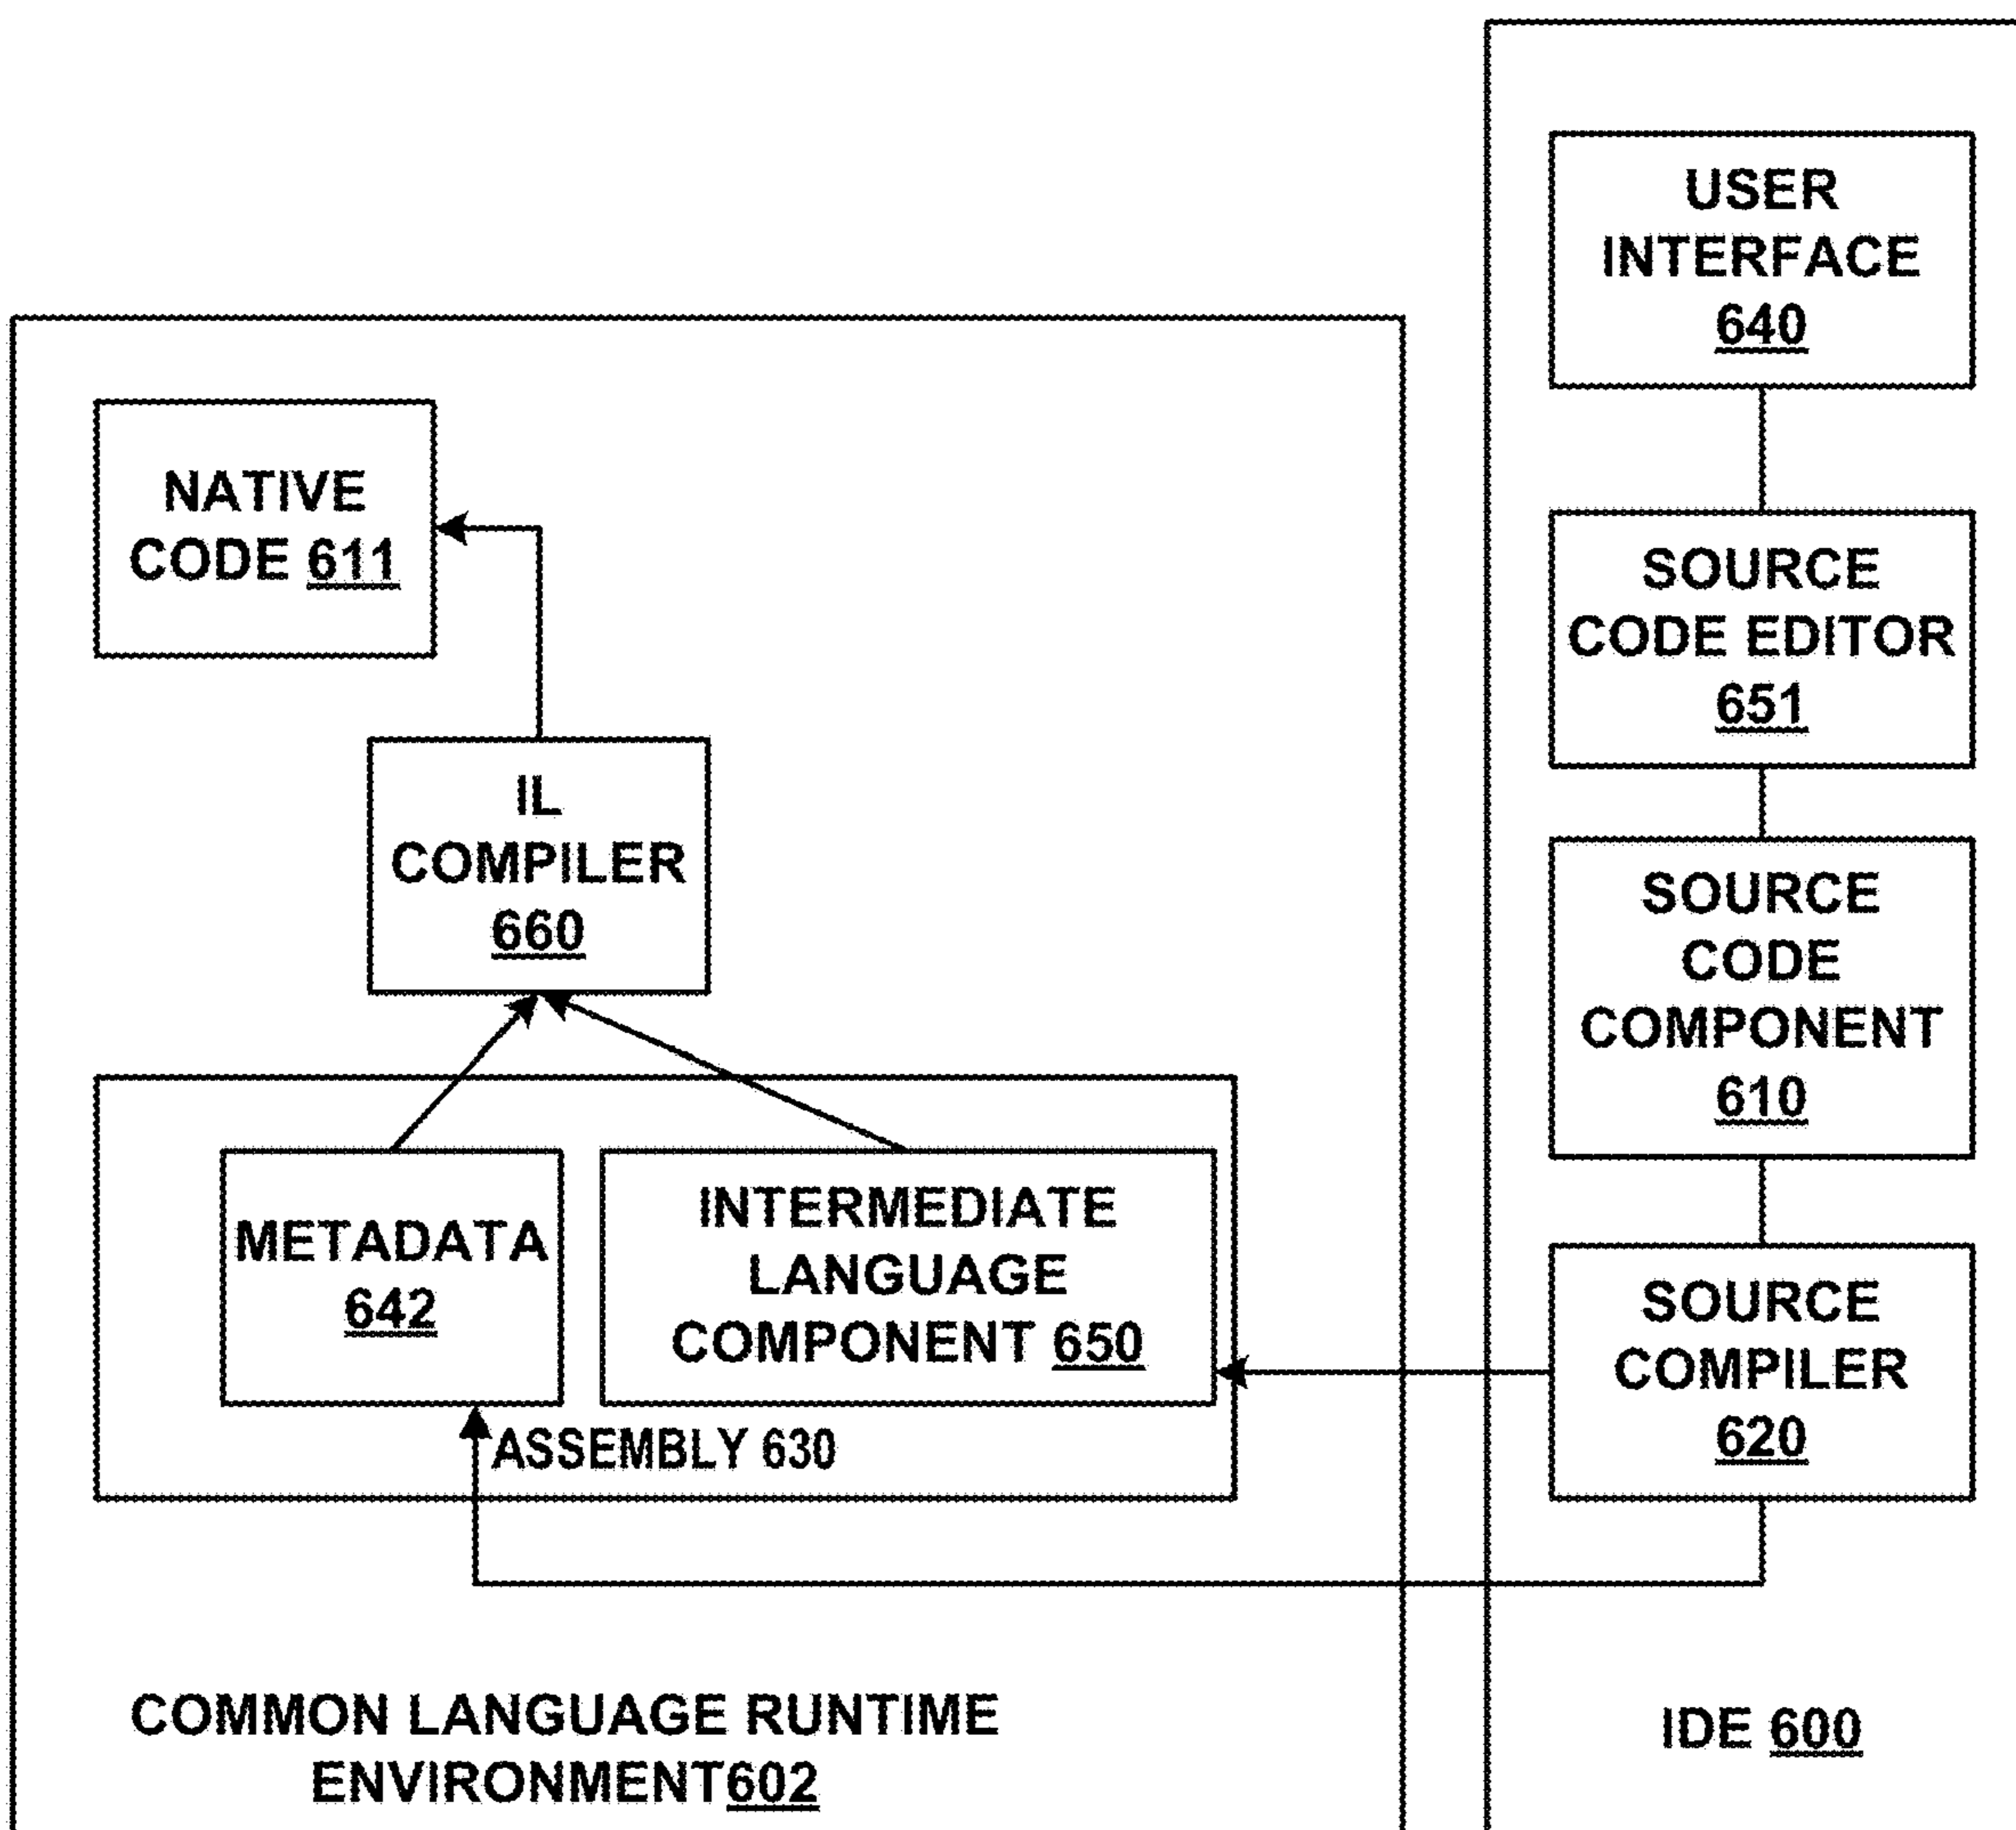 USER
INTERFACE
640
NATIVE
CODE 611
SOURCE
CODE EDITOR
651
IL
COMPILER
660
SOURCE
CODE
COMPONENT
610
METADATA
642
INTERMEDIATE
LANGUAGE
COMPONENT 650
SOURCE
COMPILER
620
ASSEMBLY 630
COMMON LANGUAGE RUNTIME
ENVIRONMENT602
IDE 600